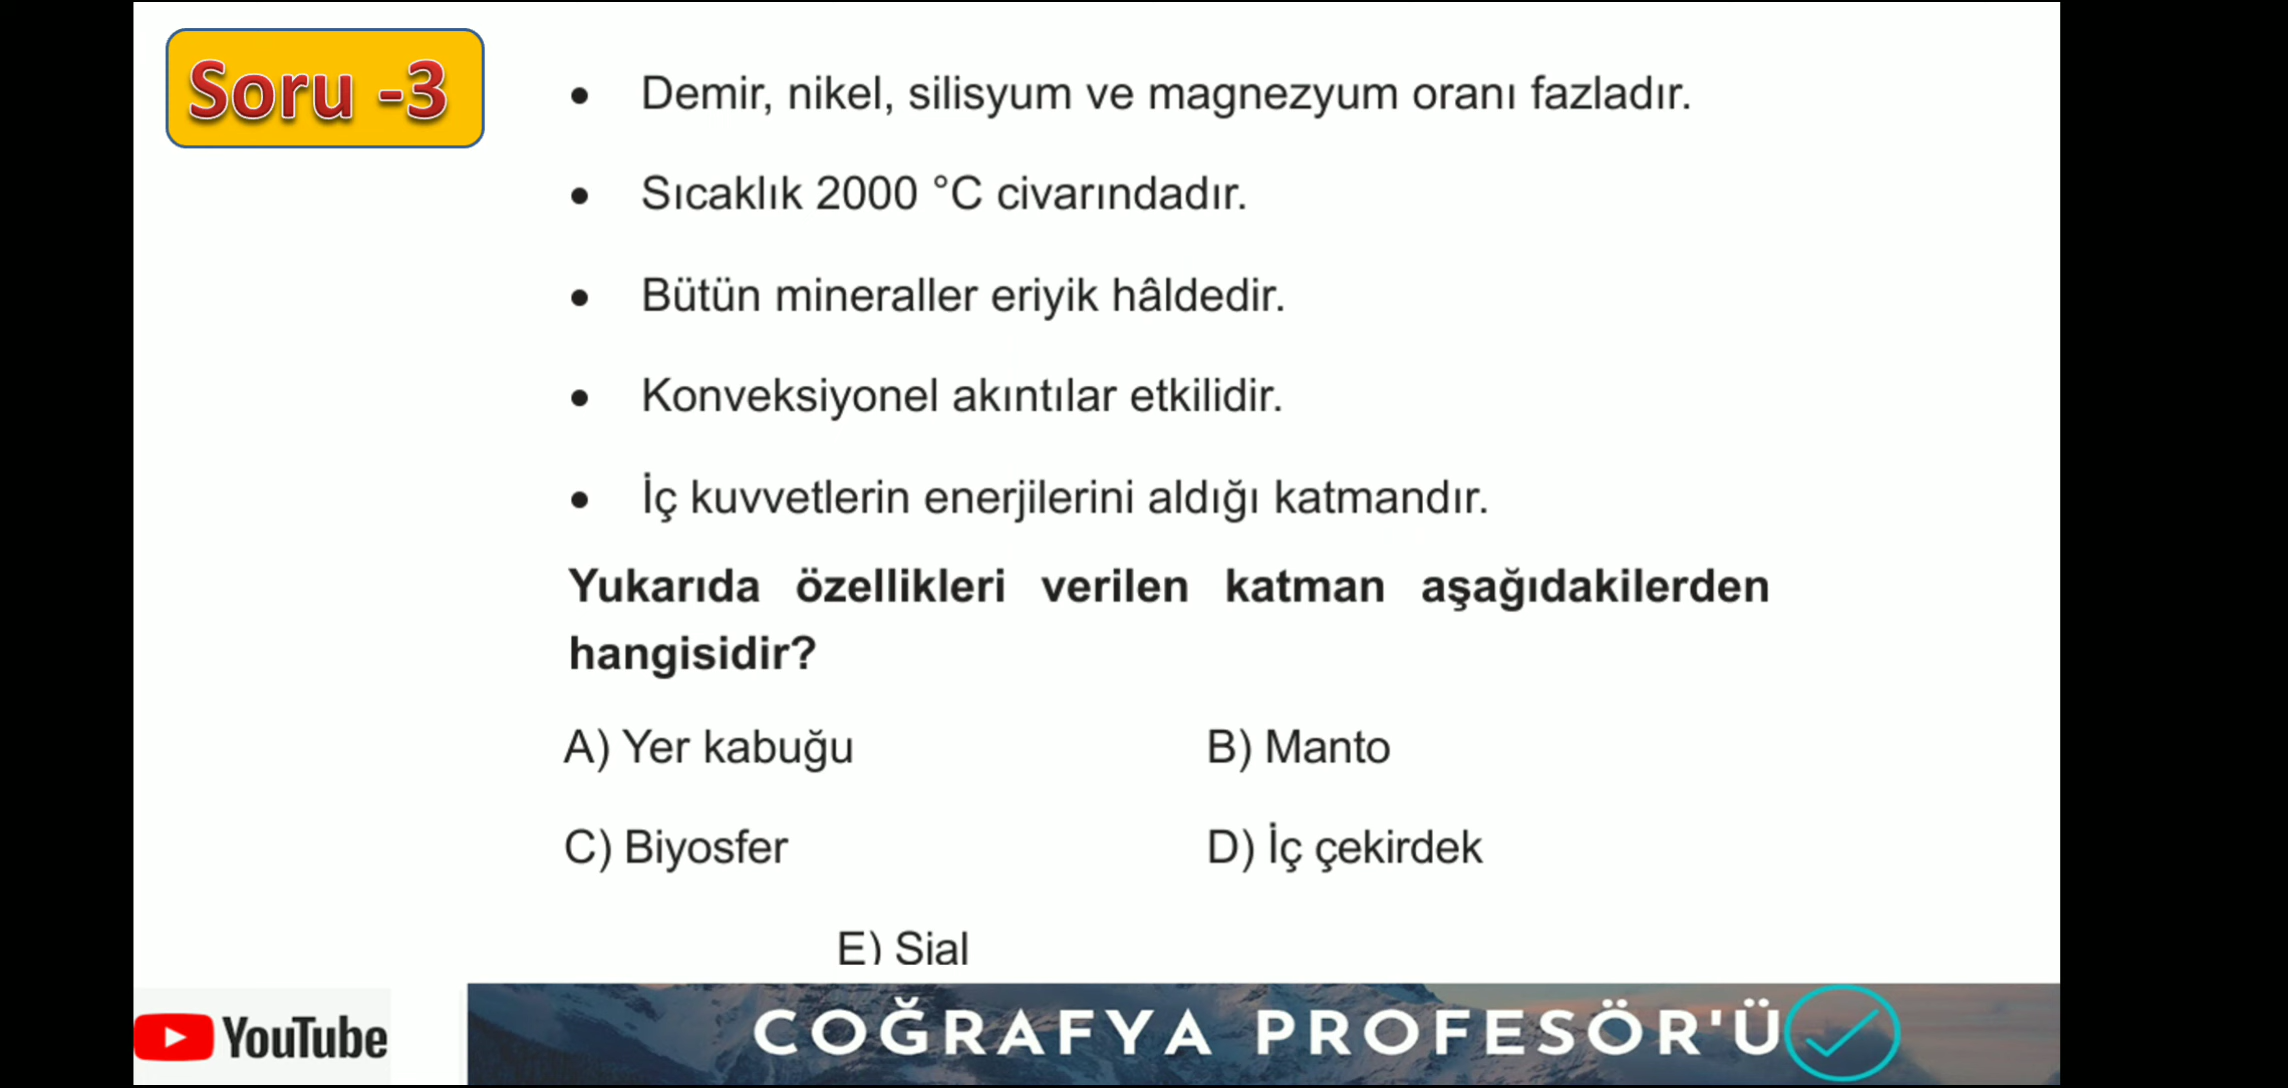 Soru -3
• Demir, nikel, silisyum ve magnezyum oranı fazladır.
• Sıcaklık 2000 °C civarındadır.
• Bütün mineraller eriyik hâldedir.
• Konveksiyonel akıntılar etkilidir.
• İç kuvvetlerin enerjilerini aldığı katmandır.
Yukarıda özellikleri verilen katman aşağıdakilerden
hangisidir?
A) Yer kabuğu B) Manto
C) Biyosfer D) İç çekirdek
E) Sial
YouTube COĞRAFYA PROFESÖR'Ü